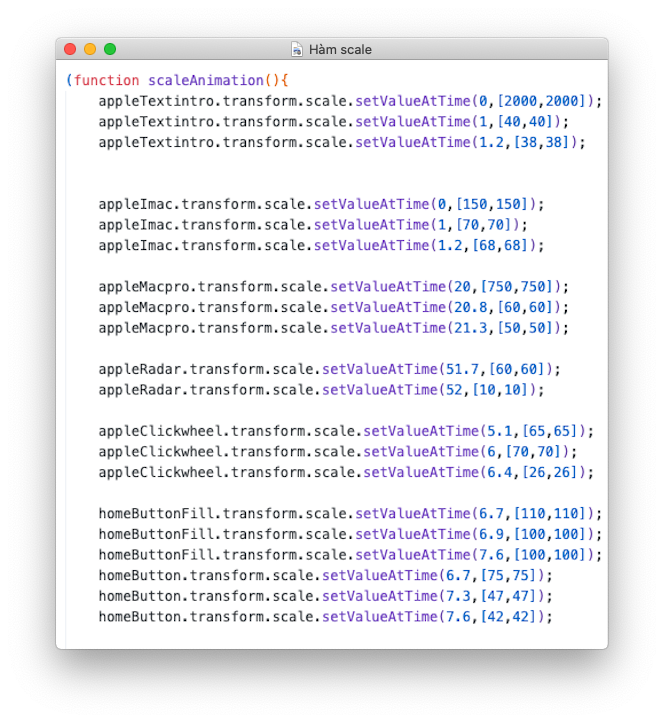 Hàm scale
(function scaleAnimation(){
appleTextintro.transform.scale.setValueAtTime(0,[2000,2000]);
appleTextintro.transform.scale.setValueAtTime(1,[40,40]);
appleTextintro.transform.scale.setValueAtTime(1.2,[38,38]);
appleImac.transform.scale.setValueAtTime(0,[150,150]);
appleImac.transform.scale.setValueAtTime(1,[70,70]);
appleImac.transform.scale.setValueAtTime(1.2,[68,68]);
appleMacpro.transform.scale.setValueAtTime(20,[750,750]);
appleMacpro.transform.scale.setValueAtTime(20.8,[60,60]);
appleMacpro.transform.scale.setValueAtTime(21.3,[50,50]);
appleRadar.transform.scale.setValueAtTime(51.7,[60,60]);
appleRadar.transform.scale.setValueAtTime(52,[10,10]);
appleClickwheel.transform.scale.setValueAtTime(5.1,[65,65]);
appleClickwheel.transform.scale.setValueAtTime(6,[70,70]);
appleClickwheel.transform.scale.setValueAtTime(6.4,[26,26]);
homeButtonFill.transform.scale.setValueAtTime(6.7,[110,110]);
homeButtonFill.transform.scale.setValueAtTime(6.9,[100,100]);
homeButtonFill.transform.scale.setValueAtTime(7.6,[100,100]);
homeButton.transform.scale.setValueAtTime(6.7,[75,75]);
homeButton.transform.scale.setValueAtTime(7.3,[47,47]);
homeButton.transform.scale.setValueAtTime(7.6,[42,42]);